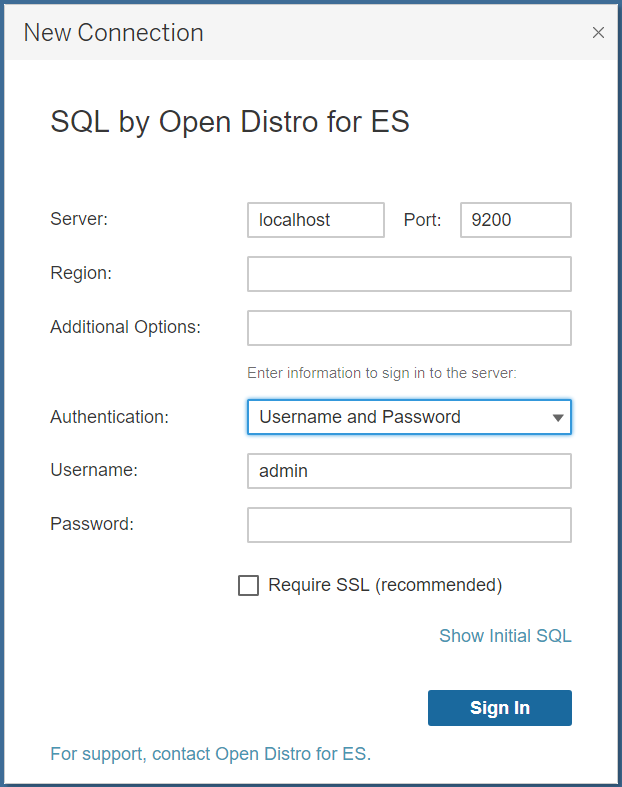 New Connection
SQL by Open Distro for ES
Server: localhost Port: 9200
Region:
Additional Options:
Enter information to sign in to the server:
Authentication: Username and Password
Username: admin
Password:
Require SSL (recommended)
Show Initial SQL
Sign In
For support, contact Open Distro for ES.